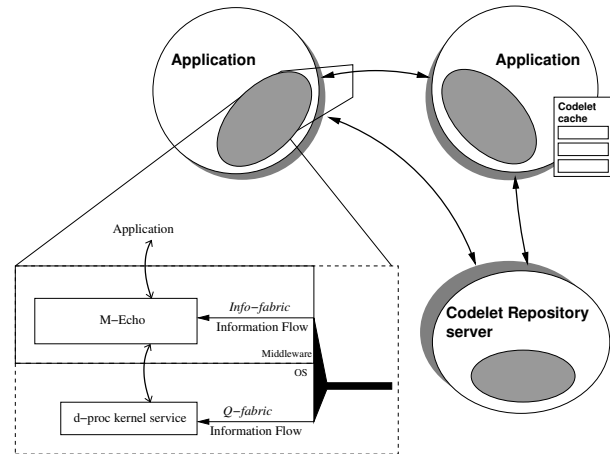 Application
Application
Codelet
cache
Application
Codelet Repository
server
M-Echo
Info-fabric
Information Flow
Middleware
OS
d-proc kernel service
Q-fabric
Information Flow